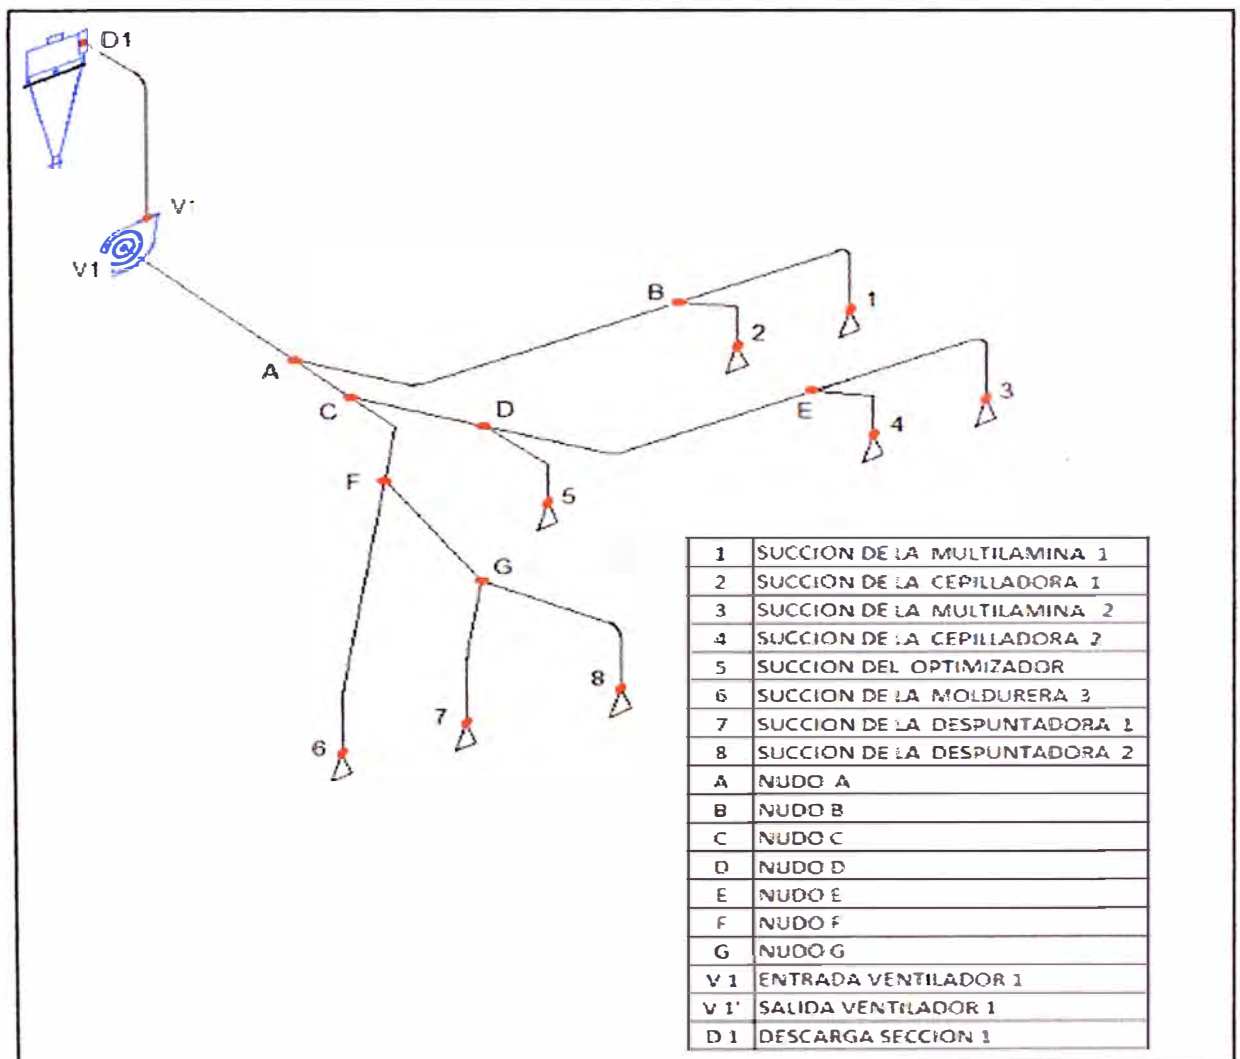 D1
V1'
V1
B
1
2
A
E
3
C
D
4
F
5
G
8
7
6
1 SUCCION DE LA MULTILAMINA 1
2 SUCCION DE LA CEPILLADORA 1
3 SUCCION DE LA MULTILAMINA 2
4 SUCCION DE LA CEPILLADORA 2
5 SUCCION DEL OPTIMIZADOR
6 SUCCION DE LA MOLDURERA 3
7 SUCCION DE LA DESPUNTADORA 1
8 SUCCION DE LA DESPUNTADORA 2
A NUDO A
B NUDO B
C NUDO C
D NUDO D
E NUDO E
F NUDO F
G NUDO G
V 1 ENTRADA VENTILADOR 1
V 1' SALIDA VENTILADOR 1
D 1 DESCARGA SECCION 1